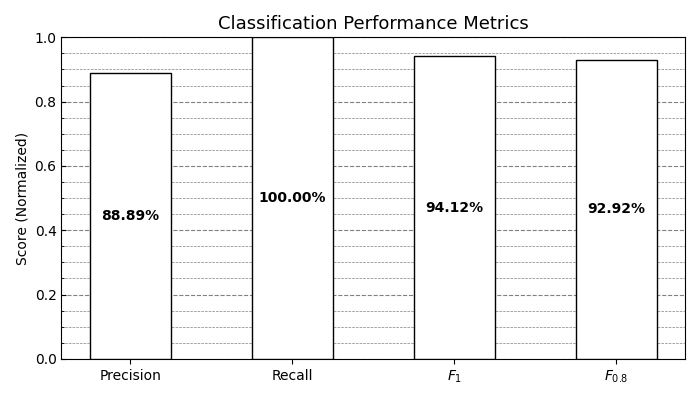 Classification Performance Metrics
Score (Normalized)
1.0
0.8
0.6
0.4
0.2
0.0
88.89%
100.00%
94.12%
92.92%
Precision
Recall
F₁
F₀.₈